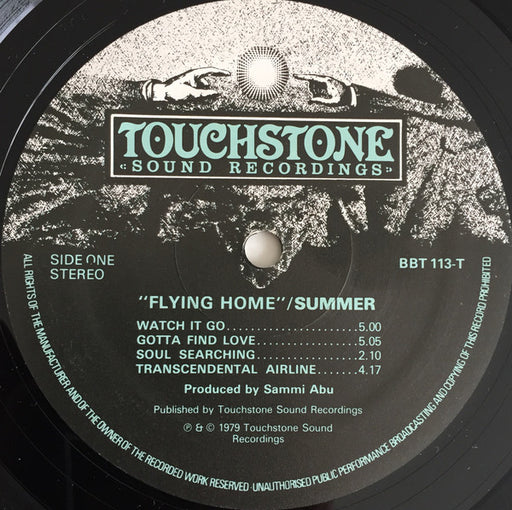 TOUCHSTONE
SOUND RECORDINGS
SIDE ONE
STEREO
BBT 113-T
"FLYING HOME"/SUMMER
WATCH IT GO......................5.00
GOTTA FIND LOVE.................5.05
SOUL SEARCHING.................2.10
TRANSCENDENTAL AIRLINE.......4.17
Produced by Sammi Abu
Published by Touchstone Sound Recordings
℗ & © 1979 Touchstone Sound
Recordings
ALL RIGHTS OF THE MANUFACTURER AND OF THE OWNER OF THE RECORDED WORK RESERVED - UNAUTHORISED PUBLIC PERFORMANCE BROADCASTING AND COPYING OF THIS RECORD PROHIBITED